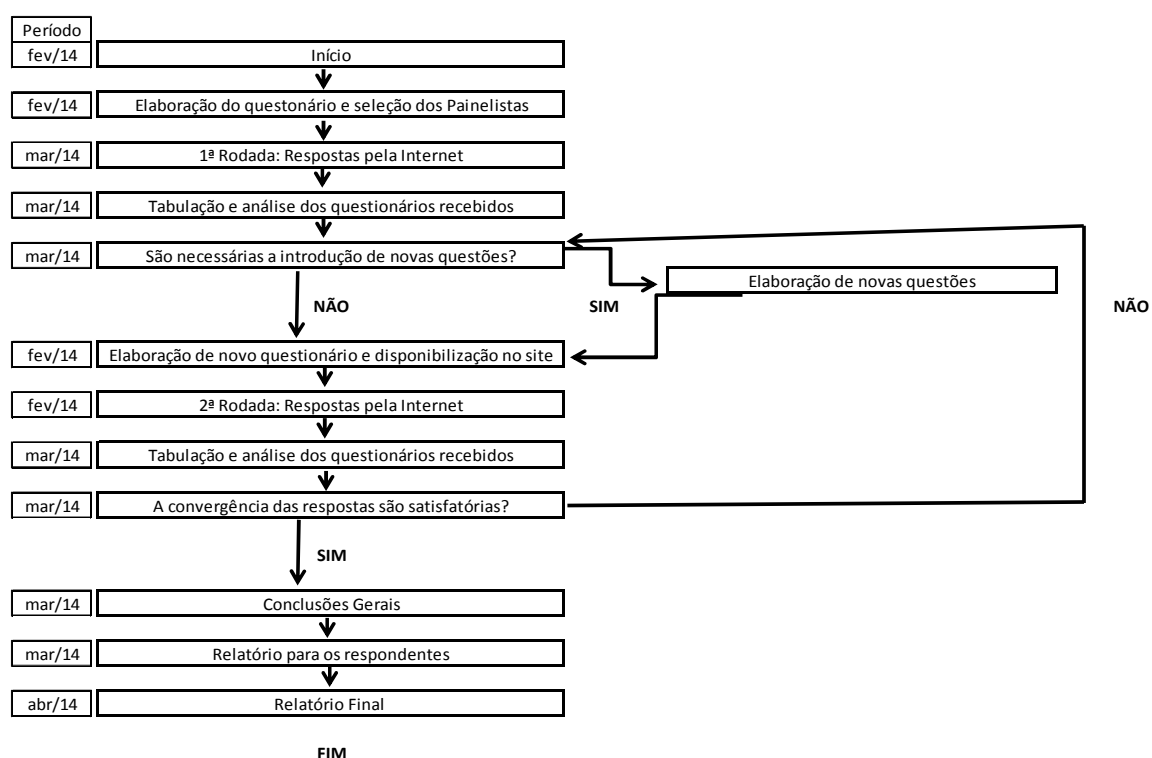 Período
fev/14 Início
fev/14 Elaboração do questonário e seleção dos Painelistas
mar/14 1ª Rodada: Respostas pela Internet
mar/14 Tabulação e análise dos questionários recebidos
mar/14 São necessárias a introdução de novas questões?
Elaboração de novas questões
NÃO SIM NÃO
fev/14 Elaboração de novo questionário e disponibilização no site
fev/14 2ª Rodada: Respostas pela Internet
mar/14 Tabulação e análise dos questionários recebidos
mar/14 A convergência das respostas são satisfatórias?
SIM
mar/14 Conclusões Gerais
mar/14 Relatório para os respondentes
abr/14 Relatório Final
FIM